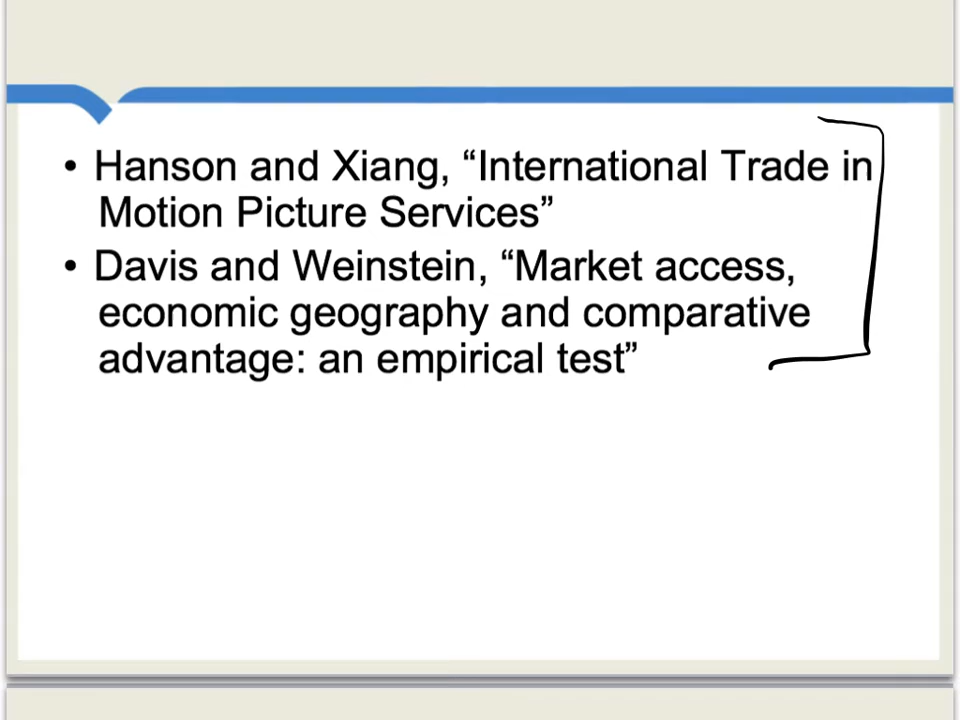 • Hanson and Xiang, “International Trade in
Motion Picture Services”
• Davis and Weinstein, “Market access,
economic geography and comparative
advantage: an empirical test”